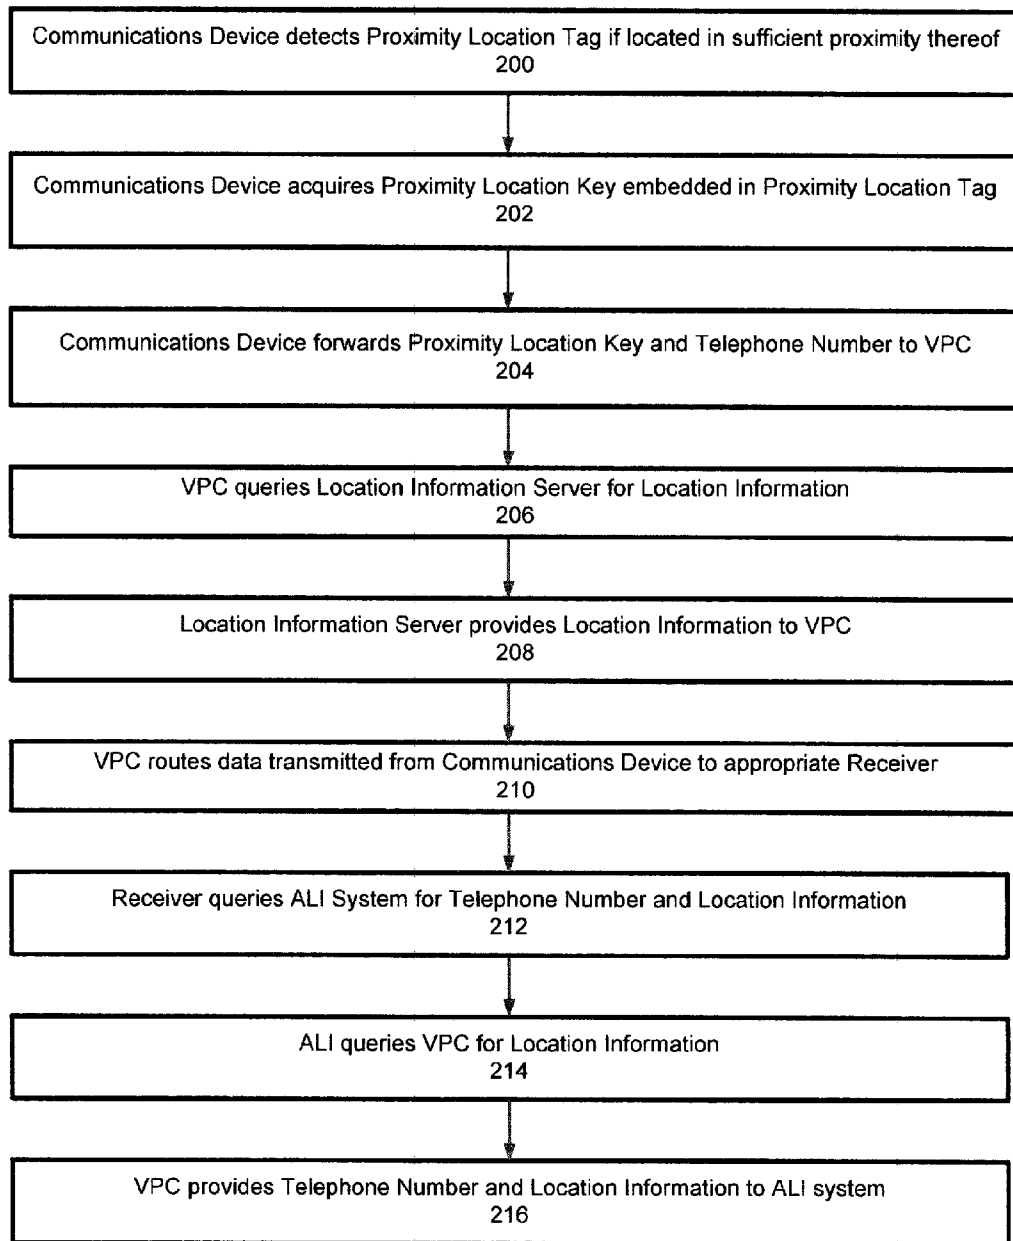 Communications Device detects Proximity Location Tag if located in sufficient proximity thereof
200
Communications Device acquires Proximity Location Key embedded in Proximity Location Tag
202
Communications Device forwards Proximity Location Key and Telephone Number to VPC
204
VPC queries Location Information Server for Location Information
206
Location Information Server provides Location Information to VPC
208
VPC routes data transmitted from Communications Device to appropriate Receiver
210
Receiver queries ALI System for Telephone Number and Location Information
212
ALI queries VPC for Location Information
214
VPC provides Telephone Number and Location Information to ALI system
216